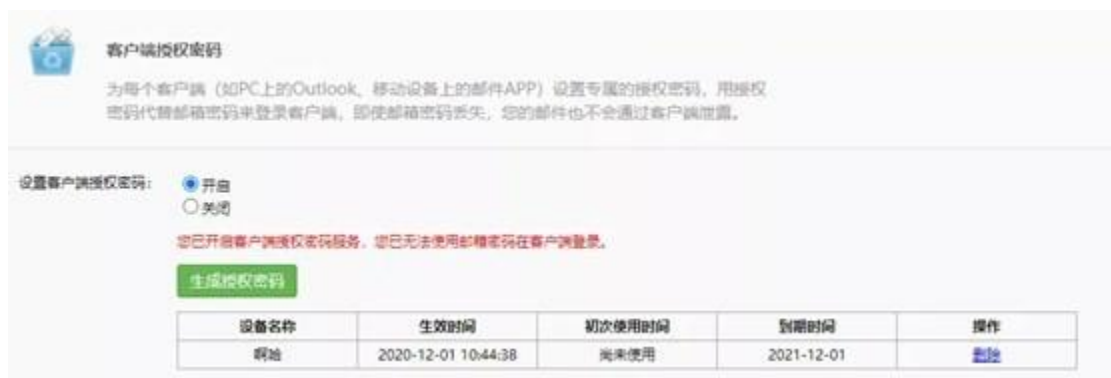 客户端授权密码
为每个客户端（如PC上的Outlook、移动设备上的邮件APP）设置专属的授权密码，用授权
密码代替邮箱密码来登录客户端，即使邮箱密码丢失，您的邮件也不会通过客户端泄露。
设置客户端授权密码： 开启
关闭
您已开启客户端授权密码服务，您已无法使用邮箱密码在客户端登录。
生成授权密码
设备名称 生效时间 初次使用时间 到期时间 操作
啊哈 2020-12-01 10:44:38 尚未使用 2021-12-01 删除